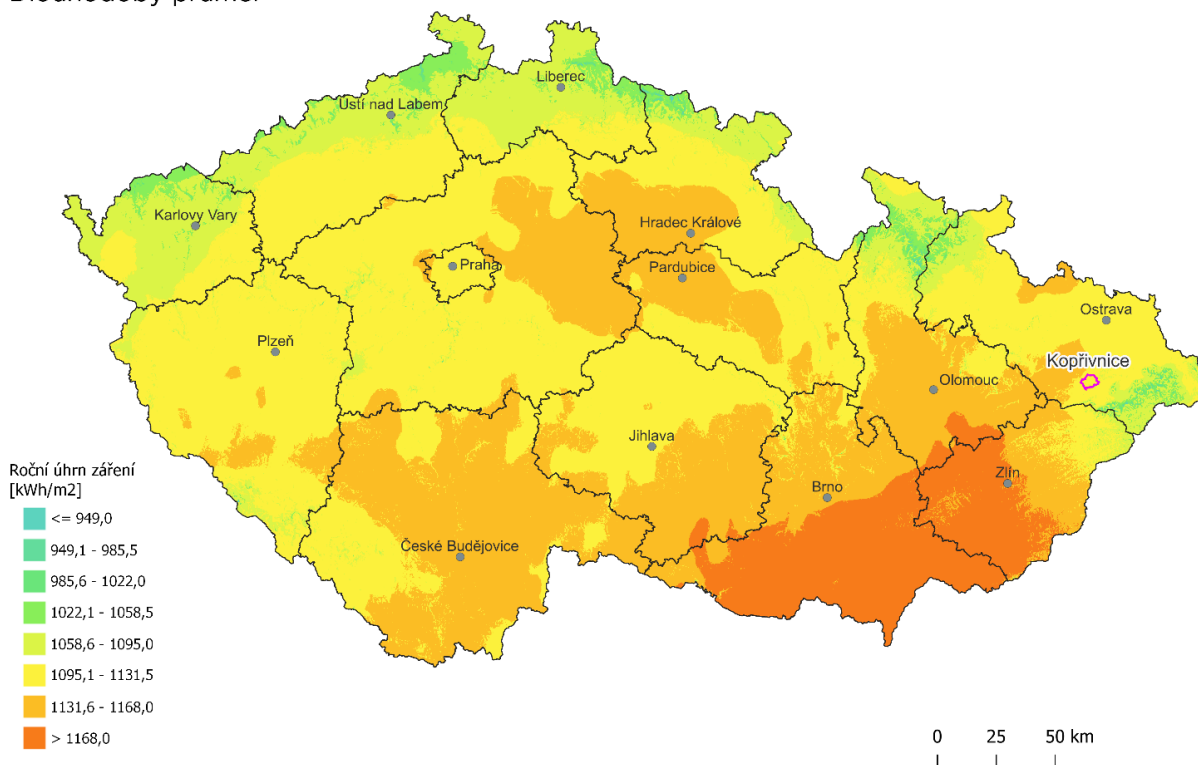 Dlouhodobý průměr
Liberec
Ústí nad Labem
Karlovy Vary
Hradec Králové
Praha
Pardubice
Ostrava
Plzeň
Kopřivnice
Olomouc
Jihlava
Roční úhrn záření
[kWh/m2]
Zlín
Brno
<= 949,0
949,1 - 985,5
České Budějovice
985,6 - 1022,0
1022,1 - 1058,5
1058,6 - 1095,0
1095,1 - 1131,5
1131,6 - 1168,0
> 1168,0
0 25 50 km